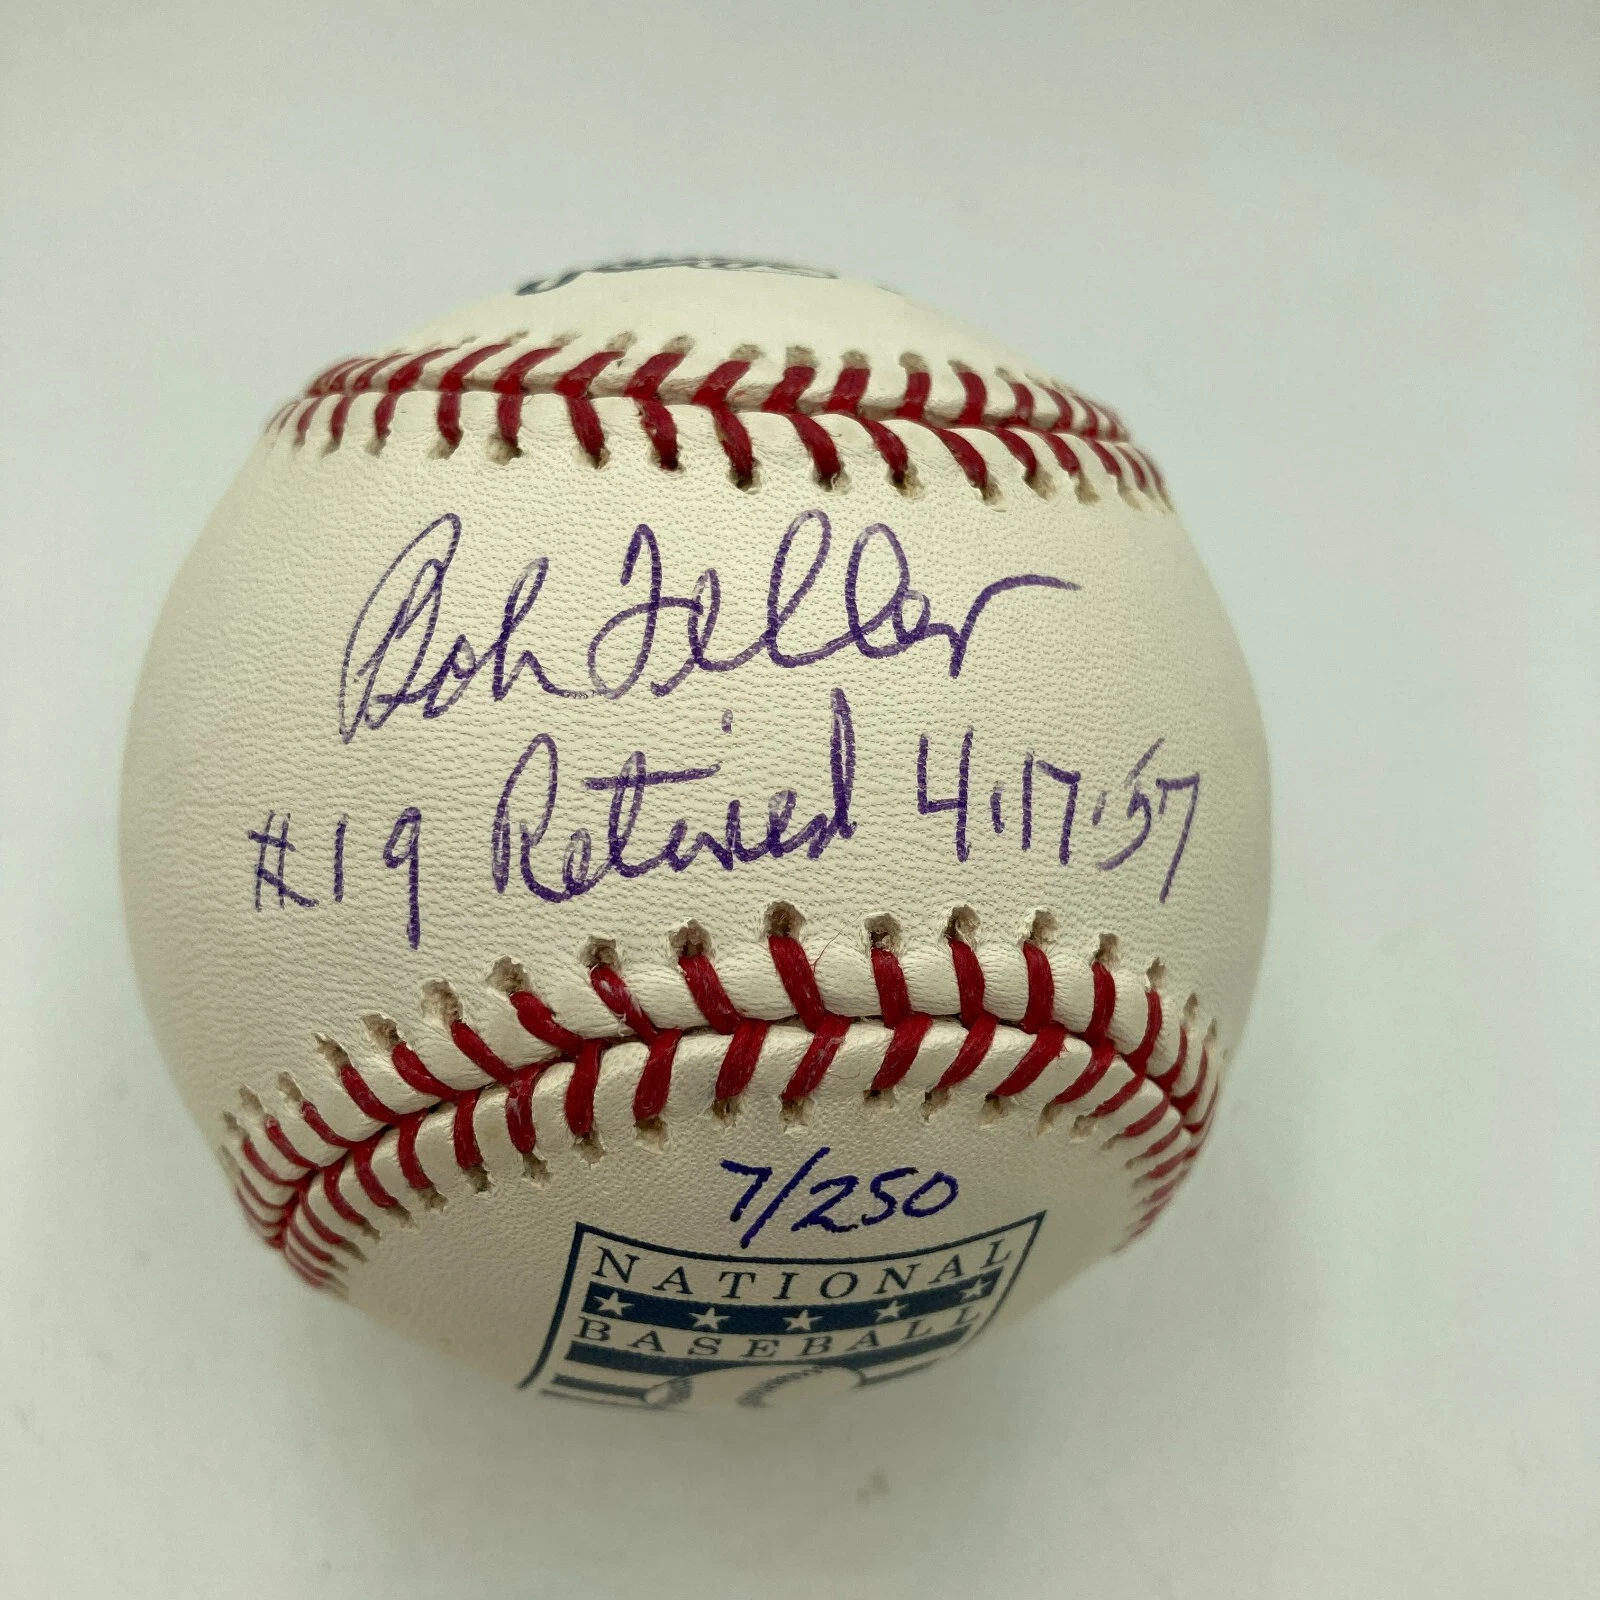 Bob Feller
#19 Retired 4.17.57
7/250
NATIONAL
BASEBALL